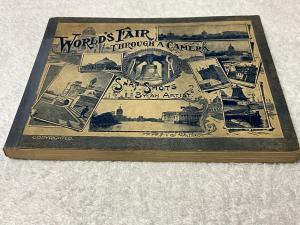 WORLD'S FAIR
THROUGH A CAMERA
SNAP SHOTS
BY AN ARTIST
COPYRIGHTED